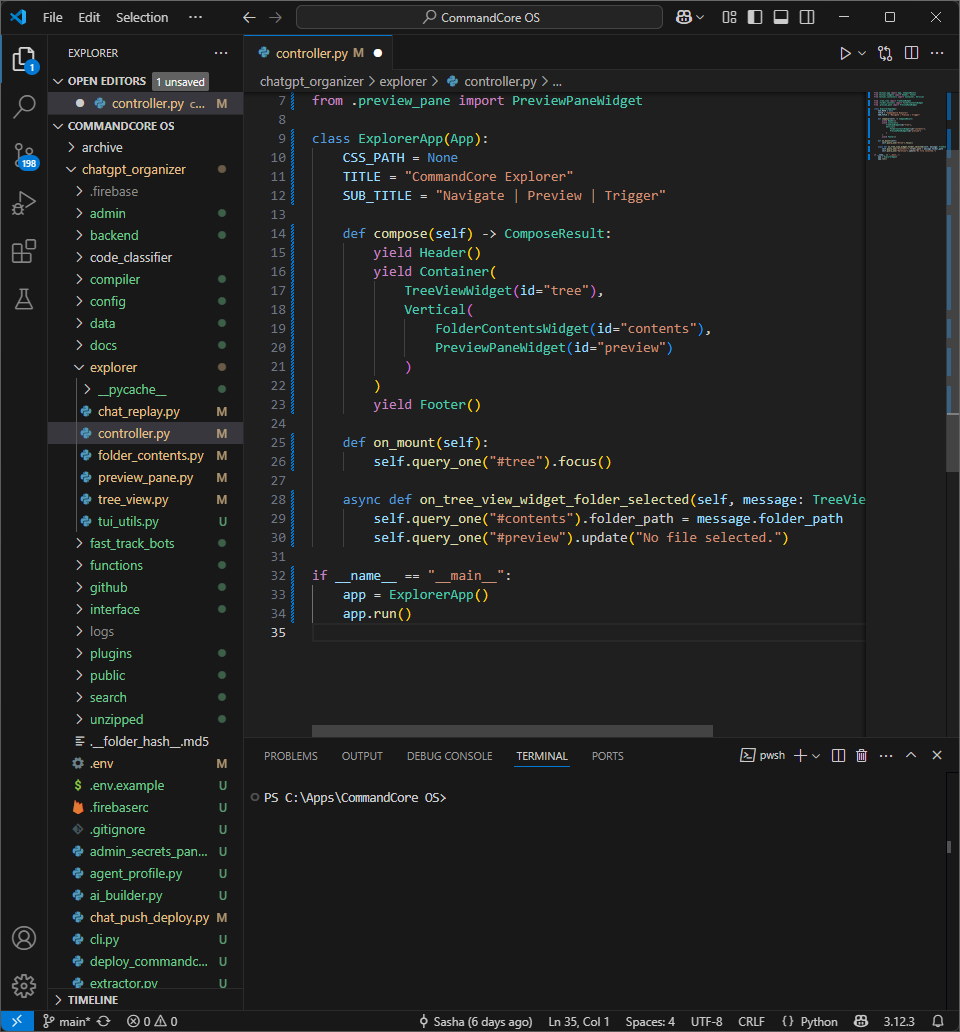 File Edit Selection ··· CommandCore OS
EXPLORER ···
OPEN EDITORS 1 unsaved
controller.py c... M
COMMANDCORE OS
archive
chatgpt_organizer
.firebase
admin
backend
code_classifier
compiler
config
data
docs
explorer
__pycache__
chat_replay.py M
controller.py M
folder_contents.py M
preview_pane.py M
tree_view.py M
tui_utils.py U
fast_track_bots
functions
github
interface
logs
plugins
public
search
unzipped
.__folder_hash__.md5
.env M
.env.example U
.firebaserc U
.gitignore U
admin_secrets_pan... U
agent_profile.py U
ai_builder.py U
chat_push_deploy.py M
cli.py U
deploy_commandc... U
extractor.py U
TIMELINE
1
198
controller.py M
chatgpt_organizer > explorer > controller.py > ...
7 from .preview_pane import PreviewPaneWidget
8
9 class ExplorerApp(App):
10 CSS_PATH = None
11 TITLE = "CommandCore Explorer"
12 SUB_TITLE = "Navigate | Preview | Trigger"
13
14 def compose(self) -> ComposeResult:
15 yield Header()
16 yield Container(
17 TreeViewWidget(id="tree"),
18 Vertical(
19 FolderContentsWidget(id="contents"),
20 PreviewPaneWidget(id="preview")
21 )
22 )
23 yield Footer()
24
25 def on_mount(self):
26 self.query_one("#tree").focus()
27
28 async def on_tree_view_widget_folder_selected(self, message: TreeVie
29 self.query_one("#contents").folder_path = message.folder_path
30 self.query_one("#preview").update("No file selected.")
31
32 if __name__ == "__main__":
33 app = ExplorerApp()
34 app.run()
35
PROBLEMS OUTPUT DEBUG CONSOLE TERMINAL PORTS pwsh
PS C:\Apps\CommandCore OS>
main* 0 0 Sasha (6 days ago) Ln 35, Col 1 Spaces: 4 UTF-8 CRLF {} Python 3.12.3